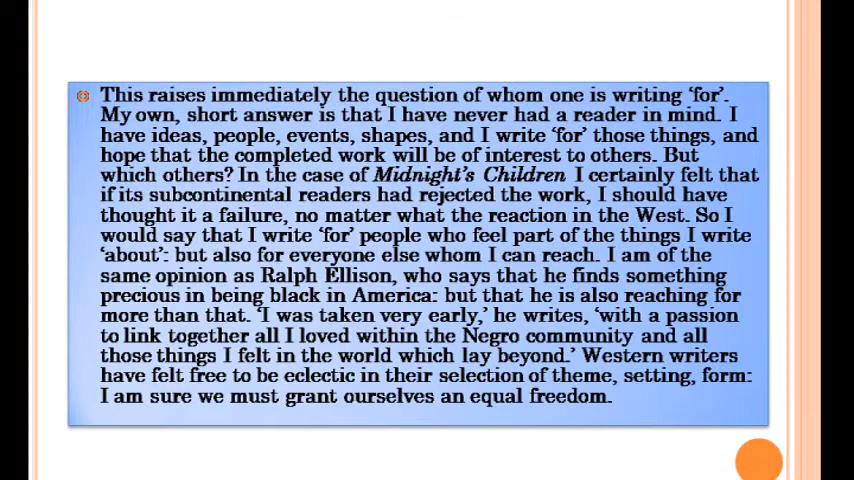 This raises immediately the question of whom one is writing ‘for’.
My own, short answer is that I have never had a reader in mind. I
have ideas, people, events, shapes, and I write ‘for’ those things, and
hope that the completed work will be of interest to others. But
which others? In the case of Midnight’s Children I certainly felt that
if its subcontinental readers had rejected the work, I should have
thought it a failure, no matter what the reaction in the West. So I
would say that I write ‘for’ people who feel part of the things I write
‘about’: but also for everyone else whom I can reach. I am of the
same opinion as Ralph Ellison, who says that he finds something
precious in being black in America: but that he is also reaching for
more than that. ‘I was taken very early,’ he writes, ‘with a passion
to link together all I loved within the Negro community and all
those things I felt in the world which lay beyond.’ Western writers
have felt free to be eclectic in their selection of theme, setting, form:
I am sure we must grant ourselves an equal freedom.